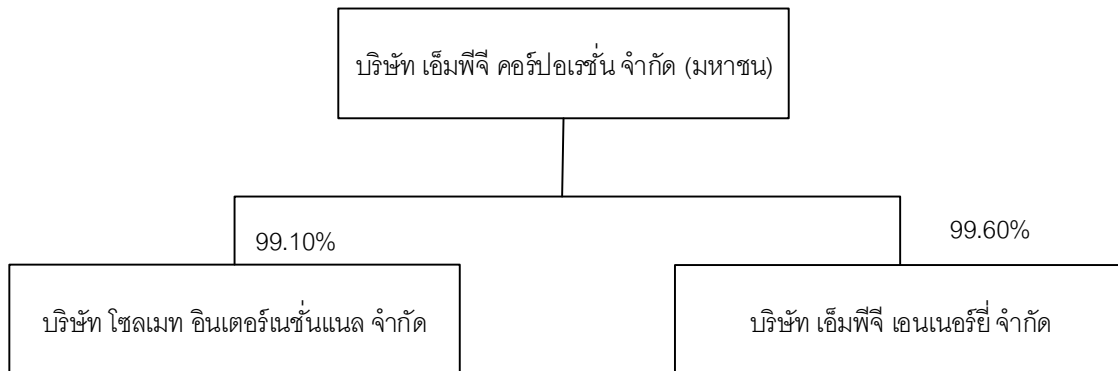 บริษัท เอ็มพีจี คอร์ปอเรชั่น จำกัด (มหาชน)
99.10%
99.60%
บริษัท โซลเมท อินเตอร์เนชั่นแนล จำกัด
บริษัท เอ็มพีจี เอนเนอร์ยี่ จำกัด